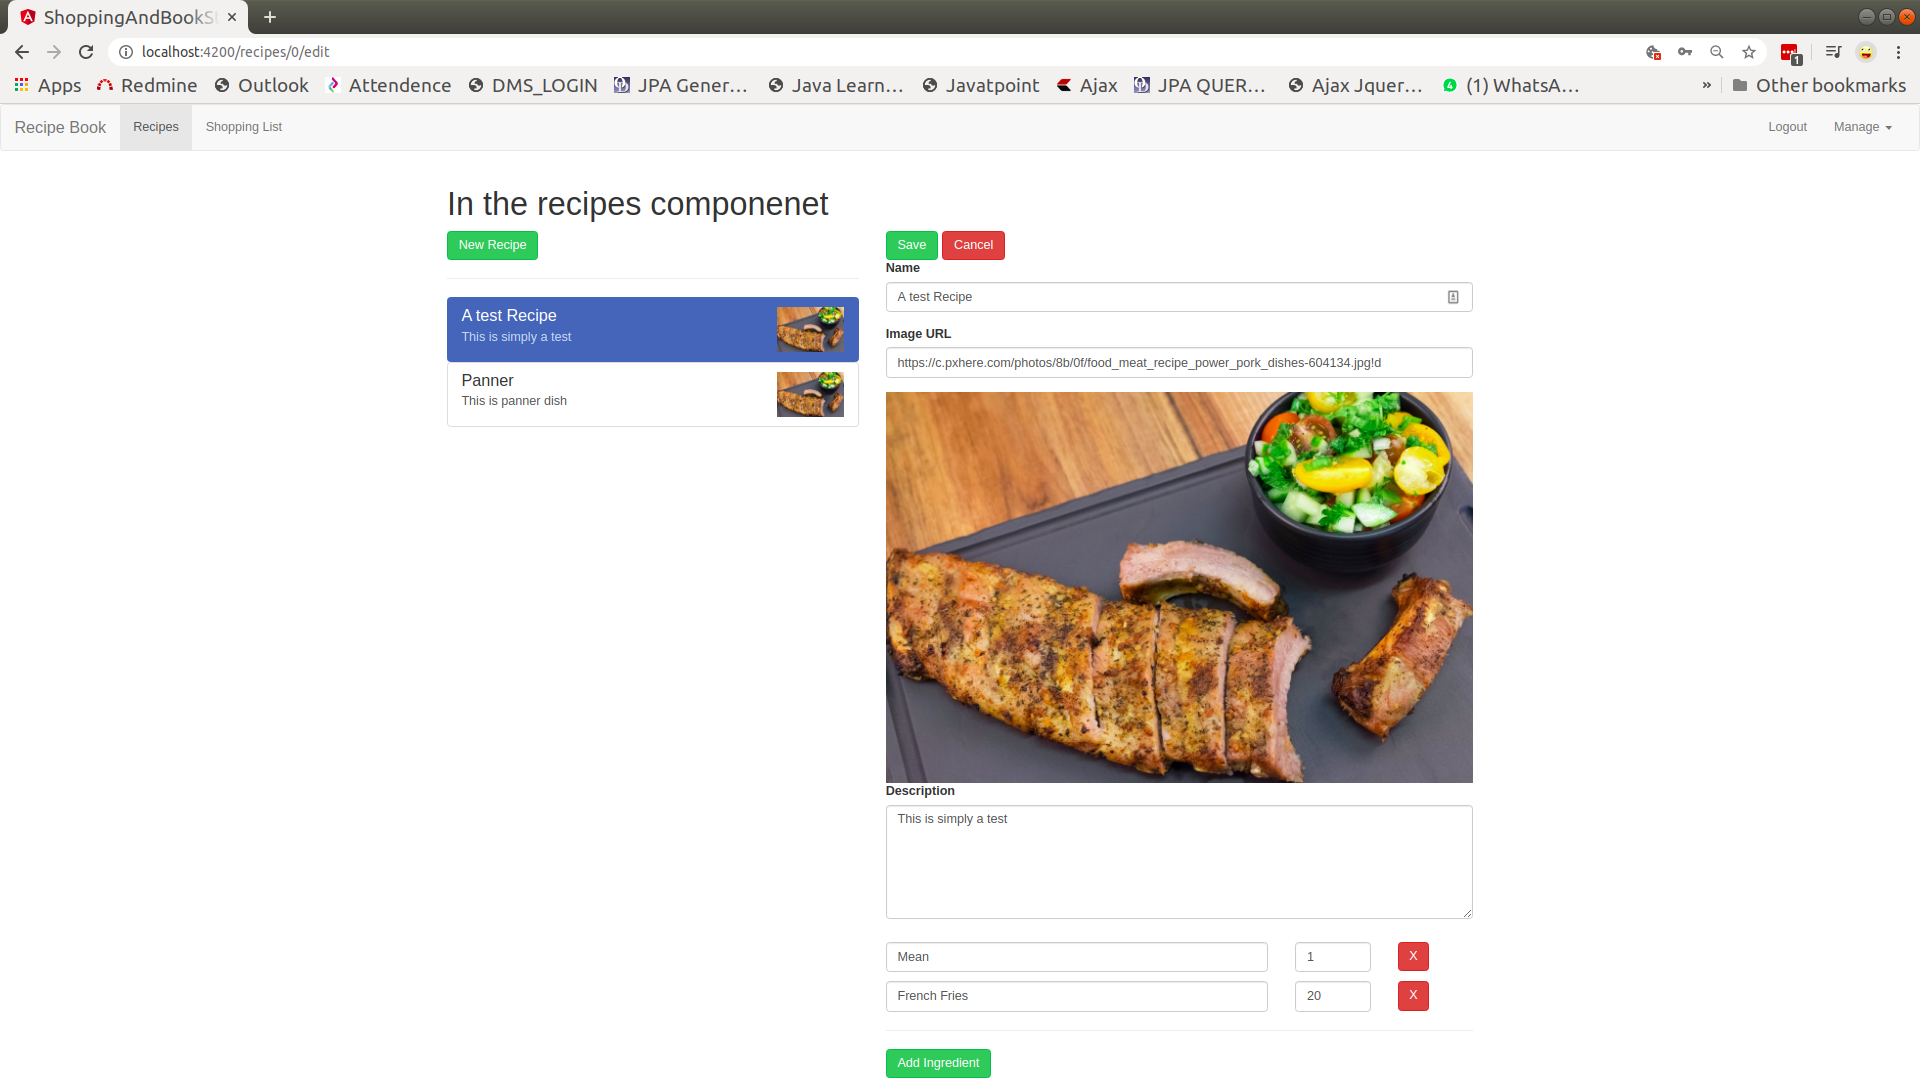 ShoppingAndBookSt
localhost:4200/recipes/0/edit
1
Apps Redmine Outlook Attendence DMS_LOGIN JPA Gener... Java Learn... Javatpoint Ajax JPA QUER... Ajax Jquer... 4 (1) WhatsA... » Other bookmarks
Recipe Book Recipes Shopping List Logout Manage
In the recipes componenet
New Recipe Save Cancel
Name
A test Recipe
Image URL
https://c.pxhere.com/photos/8b/0f/food_meat_recipe_power_pork_dishes-604134.jpg!d
A test Recipe
This is simply a test
Panner
This is panner dish
Description
This is simply a test
Mean 1 X
French Fries 20 X
Add Ingredient